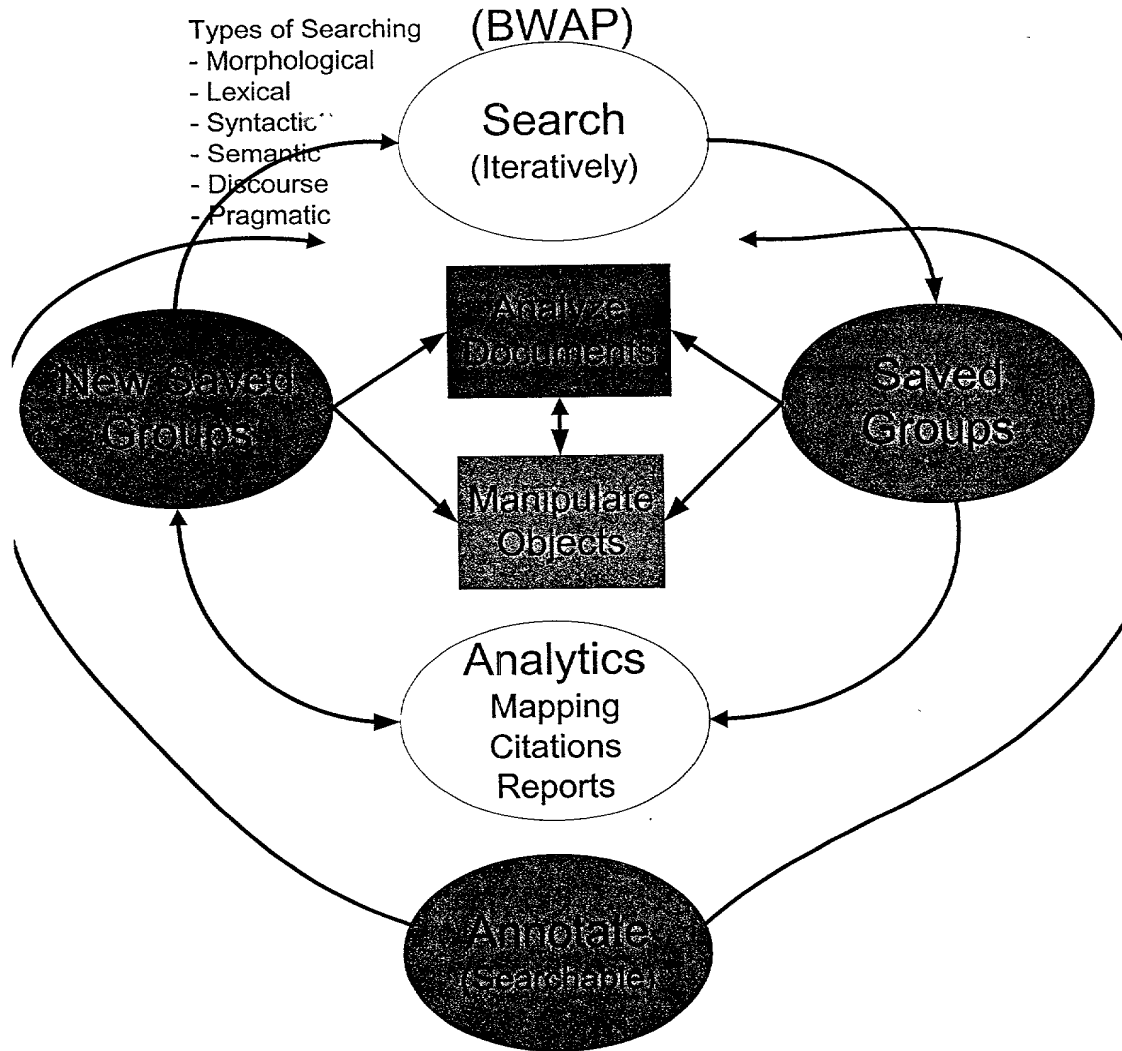 (BWAP)
Types of Searching
- Morphological
- Lexical
- Syntactic
- Semantic
- Discourse
- Pragmatic
Search
(Iteratively)
Analyze
Documents
New Saved
Groups
Saved
Groups
Manipulate
Objects
Analytics
Mapping
Citations
Reports
Annotate
(Searchable)